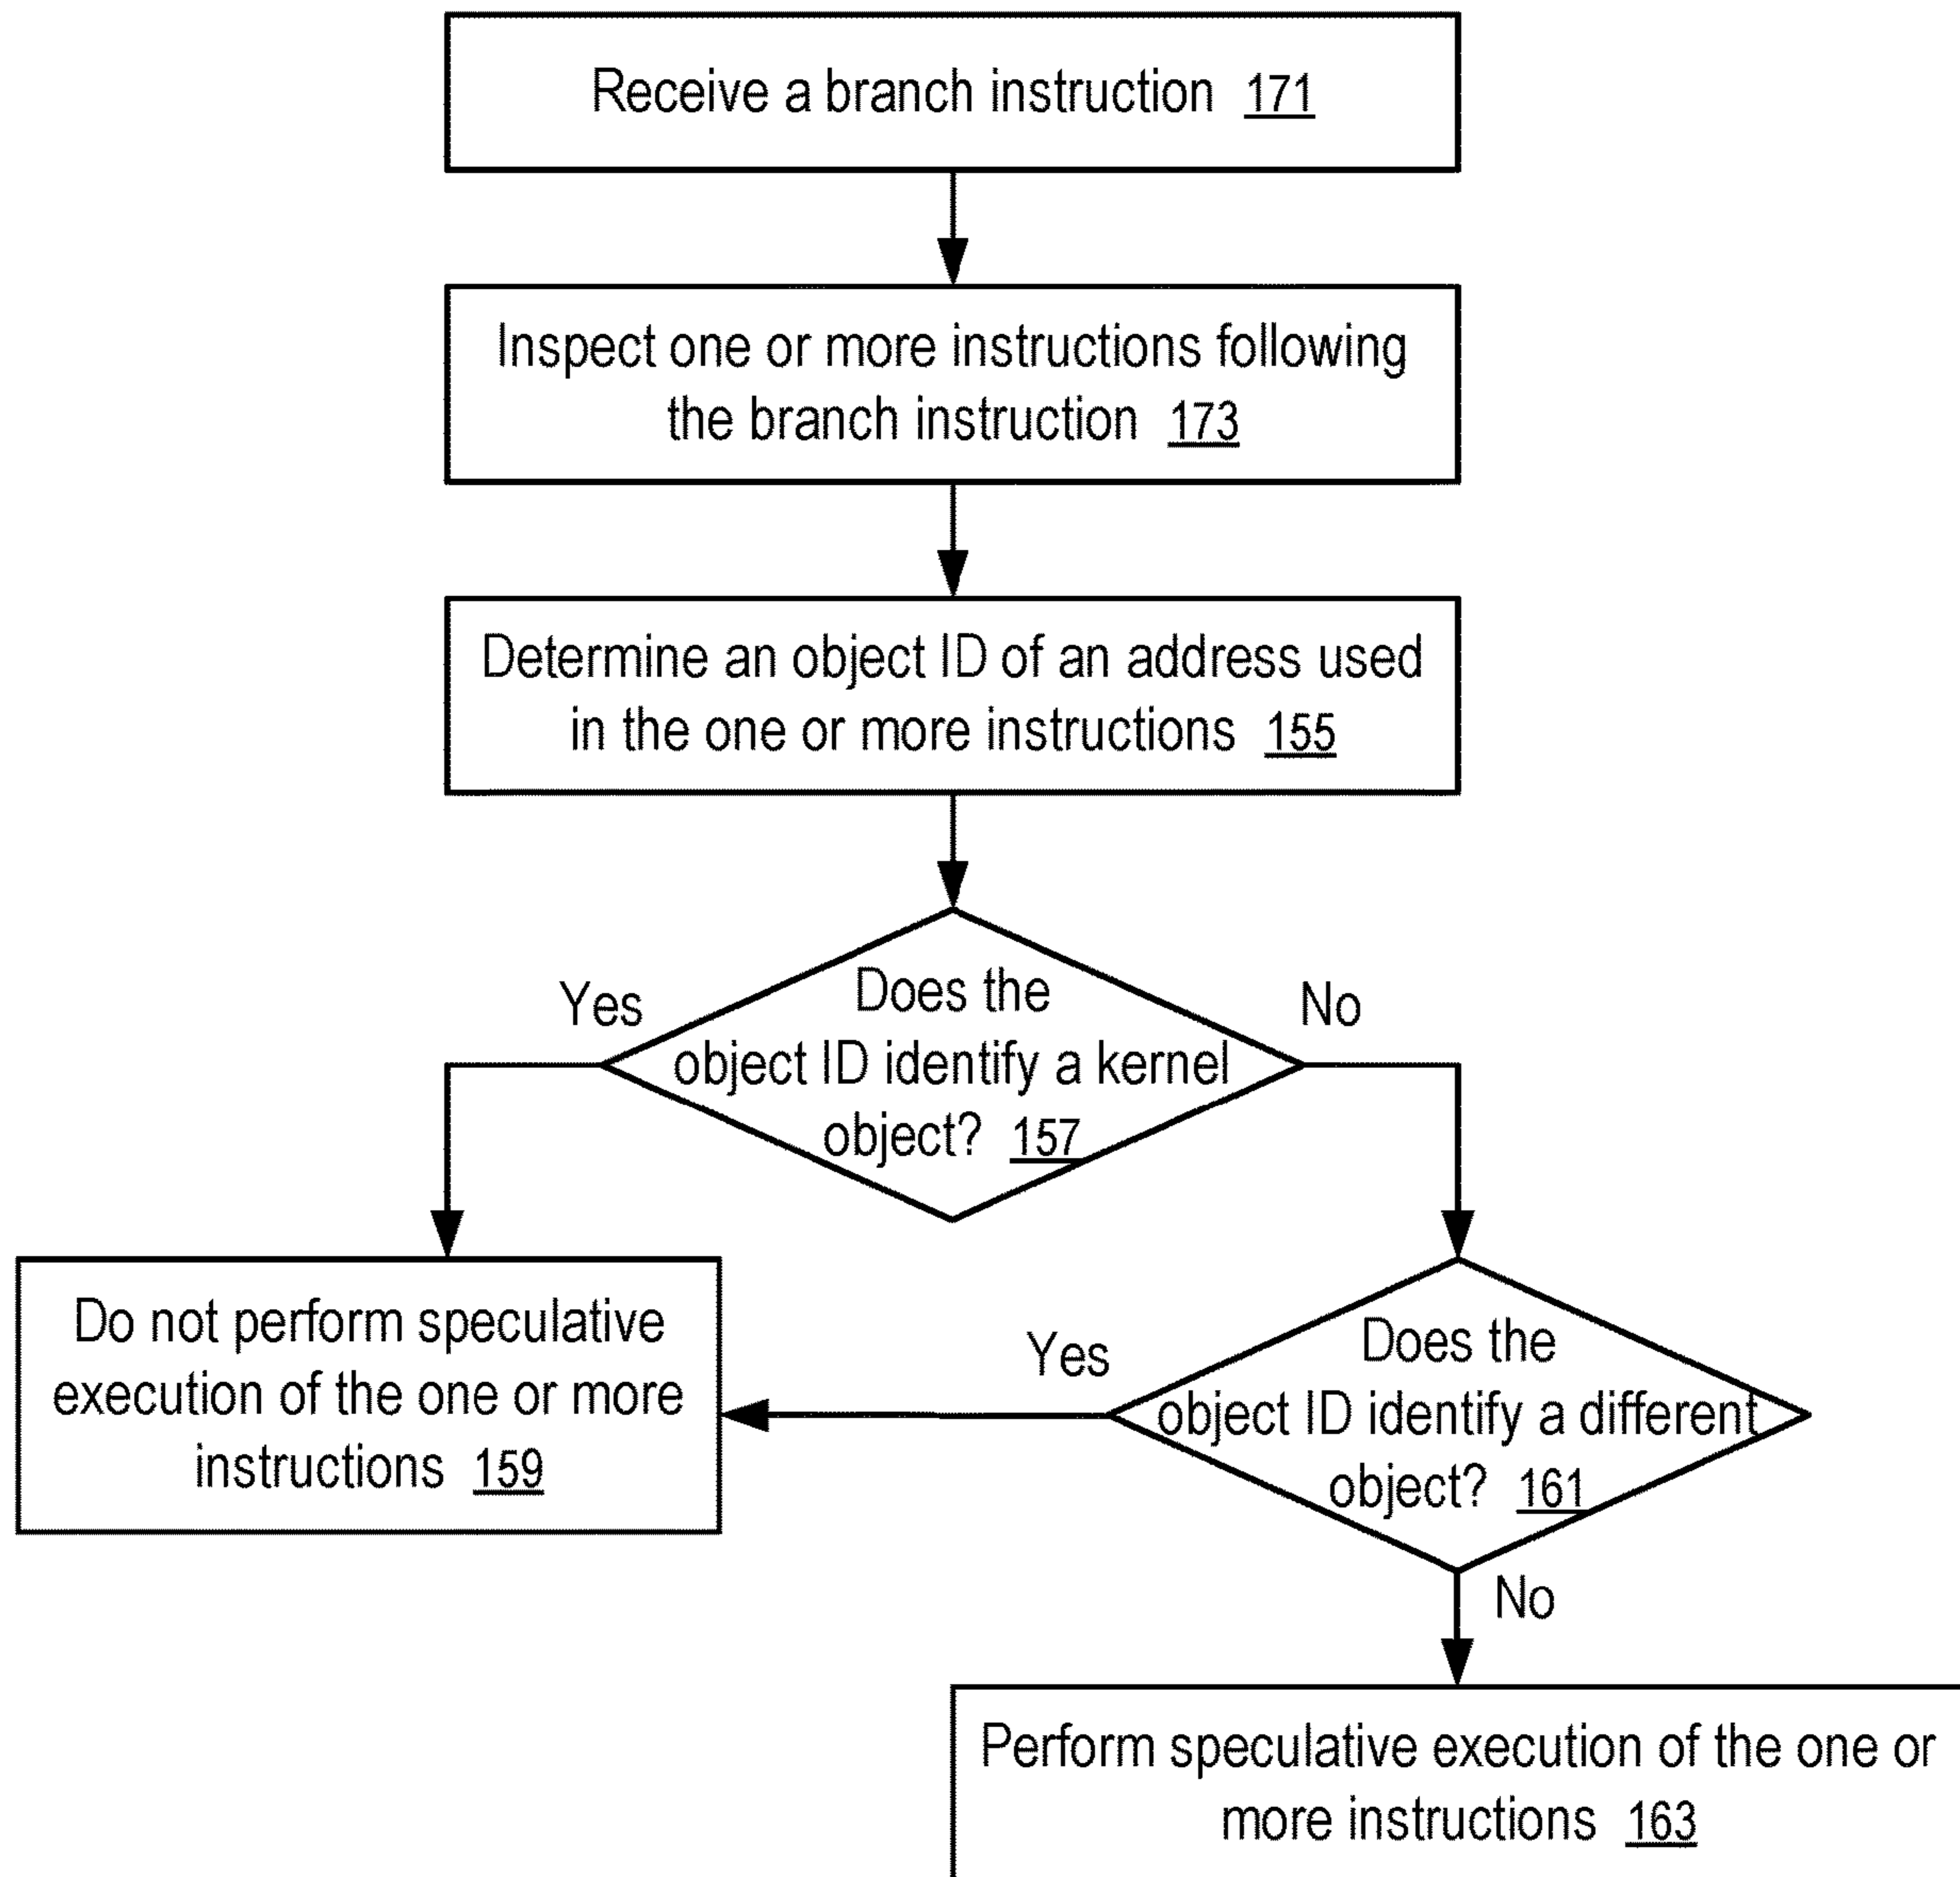 Receive a branch instruction 171
Inspect one or more instructions following
the branch instruction 173
Determine an object ID of an address used
in the one or more instructions 155
Does the
object ID identify a kernel
object? 157
Yes
No
Do not perform speculative
execution of the one or more
instructions 159
Does the
object ID identify a different
object? 161
Yes
No
Perform speculative execution of the one or
more instructions 163